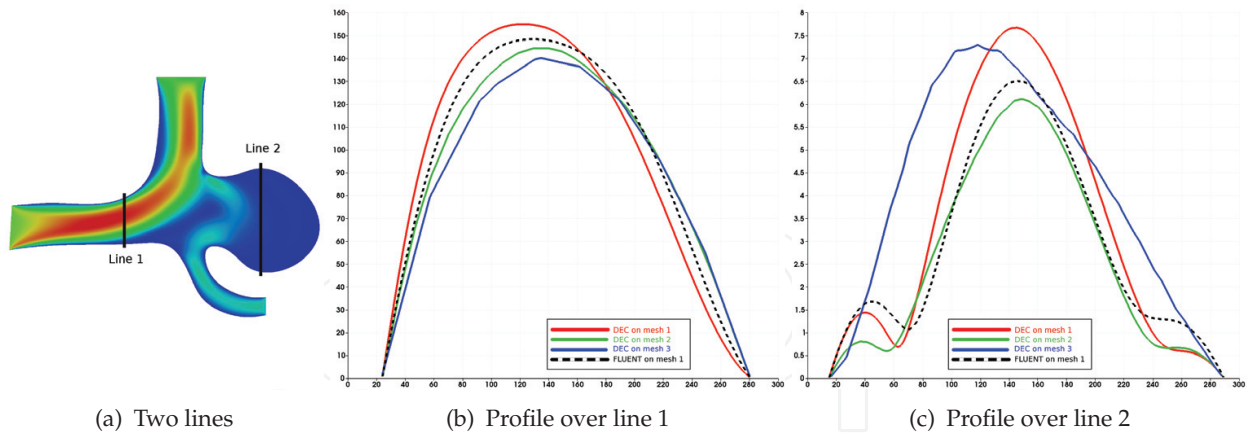 Line 2
Line 1
(a) Two lines
160
150
140
130
120
110
100
90
80
70
60
50
40
30
20
10
0
0 20 40 60 80 100 120 140 160 180 200 220 240 260 280 300
DEC on mesh 1
DEC on mesh 2
DEC on mesh 3
FLUENT on mesh 1
(b) Profile over line 1
8
7.5
7
6.5
6
5.5
5
4.5
4
3.5
3
2.5
2
1.5
1
0.5
0
0 20 40 60 80 100 120 140 160 180 200 220 240 260 280 300
DEC on mesh 1
DEC on mesh 2
DEC on mesh 3
FLUENT on mesh 1
(c) Profile over line 2